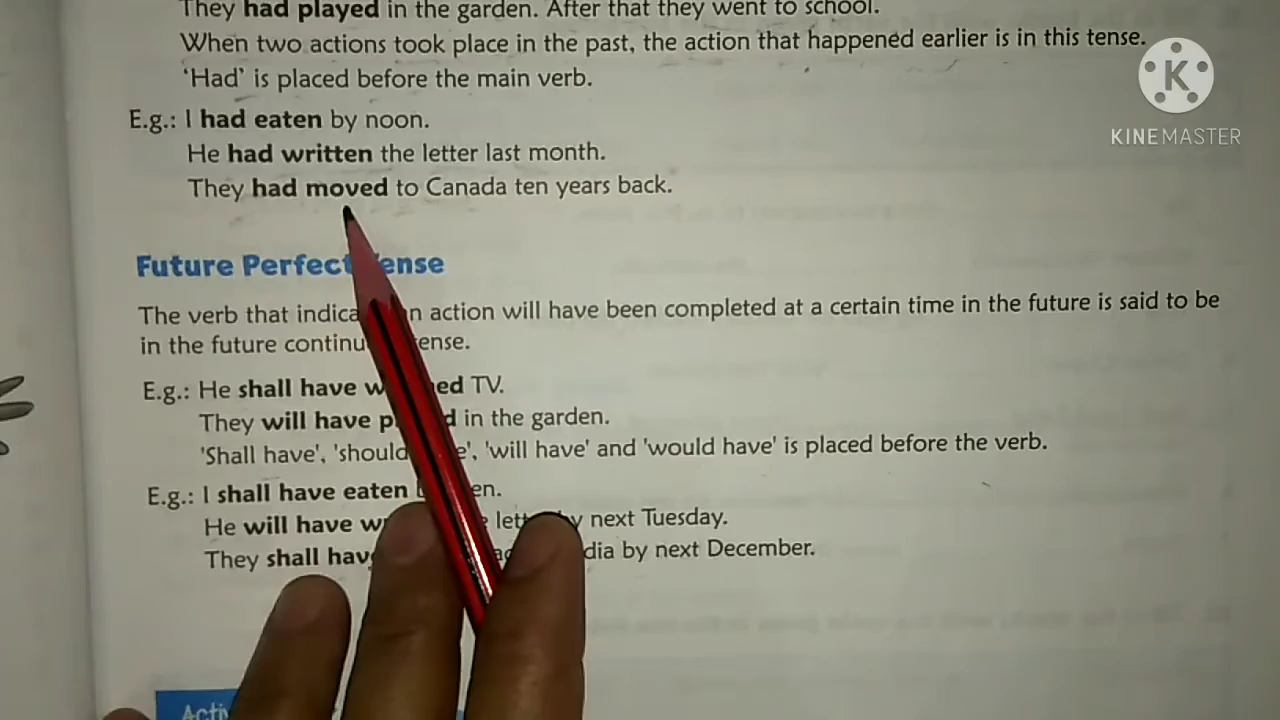 They had played in the garden. After that they went to school.
When two actions took place in the past, the action that happened earlier is in this tense.
'Had' is placed before the main verb.
K
KINEMASTER
E.g.: I had eaten by noon.
He had written the letter last month.
They had moved to Canada ten years back.
Future Perfect ense
The verb that indica n action will have been completed at a certain time in the future is said to be
in the future continu ense.
E.g.: He shall have w ed TV.
They will have p d in the garden.
'Shall have', 'should e', 'will have' and 'would have' is placed before the verb.
E.g.: I shall have eaten en.
He will have w lett y next Tuesday.
They shall hav dia by next December.
Acti